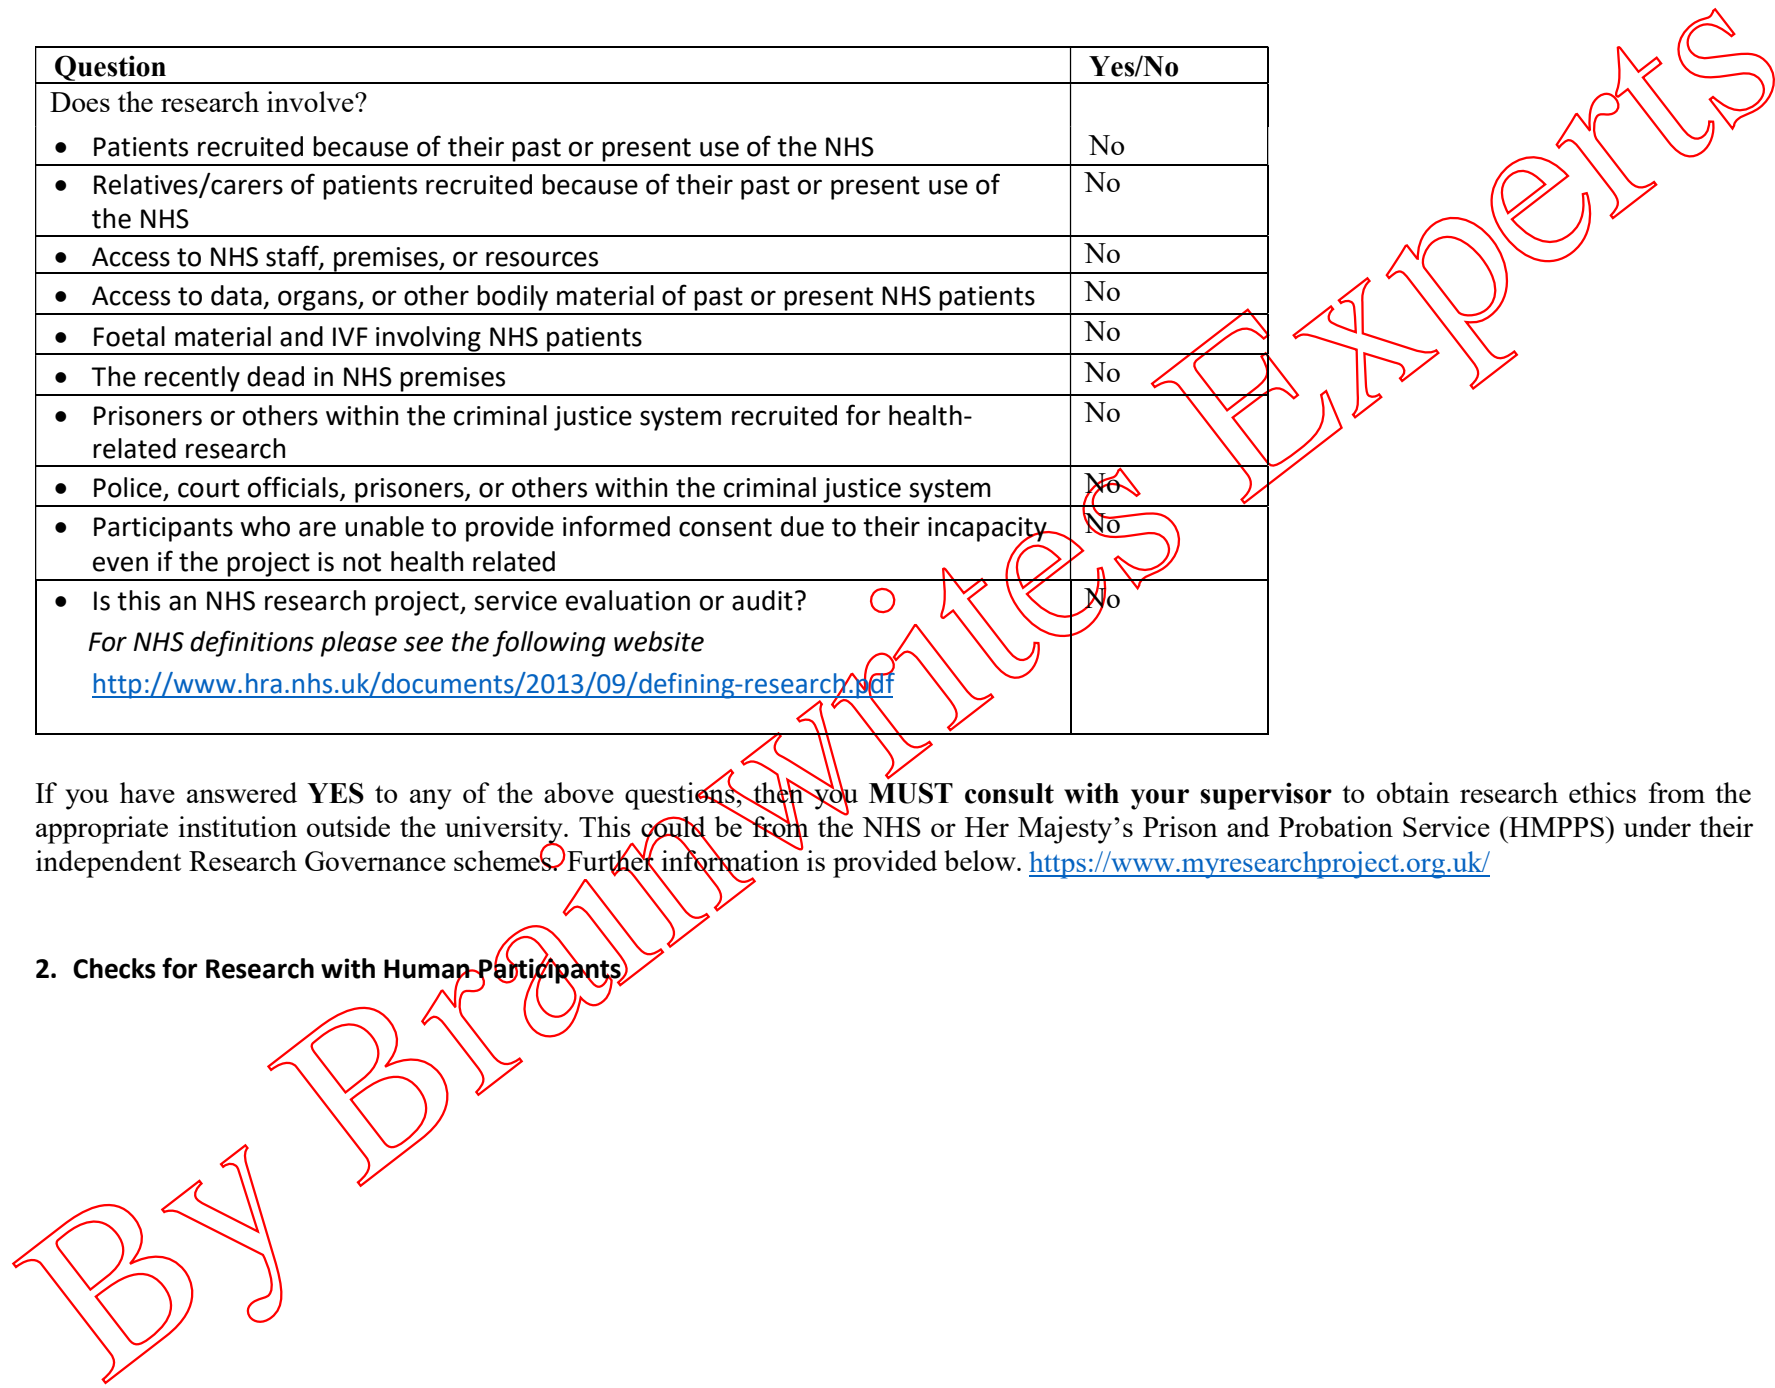 Question Yes/No
Does the research involve?
• Patients recruited because of their past or present use of the NHS No
• Relatives/carers of patients recruited because of their past or present use of No
the NHS
• Access to NHS staff, premises, or resources No
• Access to data, organs, or other bodily material of past or present NHS patients No
• Foetal material and IVF involving NHS patients No
• The recently dead in NHS premises No
• Prisoners or others within the criminal justice system recruited for health- No
related research
• Police, court officials, prisoners, or others within the criminal justice system No
• Participants who are unable to provide informed consent due to their incapacity No
even if the project is not health related
• Is this an NHS research project, service evaluation or audit? No
For NHS definitions please see the following website
http://www.hra.nhs.uk/documents/2013/09/defining-research.pdf
If you have answered YES to any of the above questions, then you MUST consult with your supervisor to obtain research ethics from the
appropriate institution outside the university. This could be from the NHS or Her Majesty’s Prison and Probation Service (HMPPS) under their
independent Research Governance schemes. Further information is provided below. https://www.myresearchproject.org.uk/
2. Checks for Research with Human Participants
By Brainwrites Experts